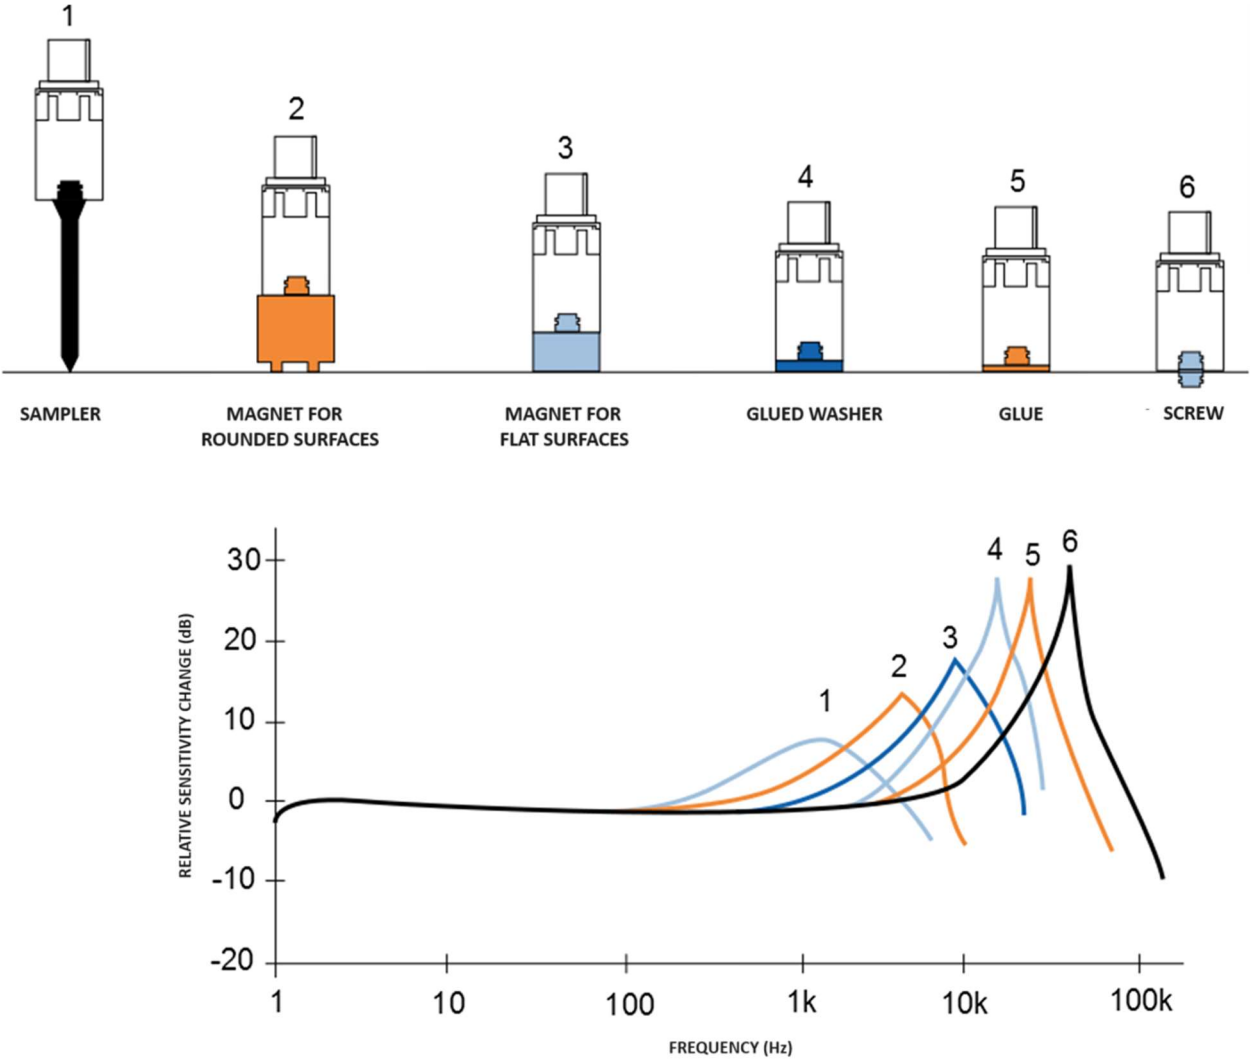 1
2
3
4
5
6
SAMPLER
MAGNET FOR
ROUNDED SURFACES
MAGNET FOR
FLAT SURFACES
GLUED WASHER
GLUE
SCREW
RELATIVE SENSITIVITY CHANGE (dB)
30
20
10
0
-10
-20
1
2
3
4
5
6
1
10
100
1k
10k
100k
FREQUENCY (Hz)